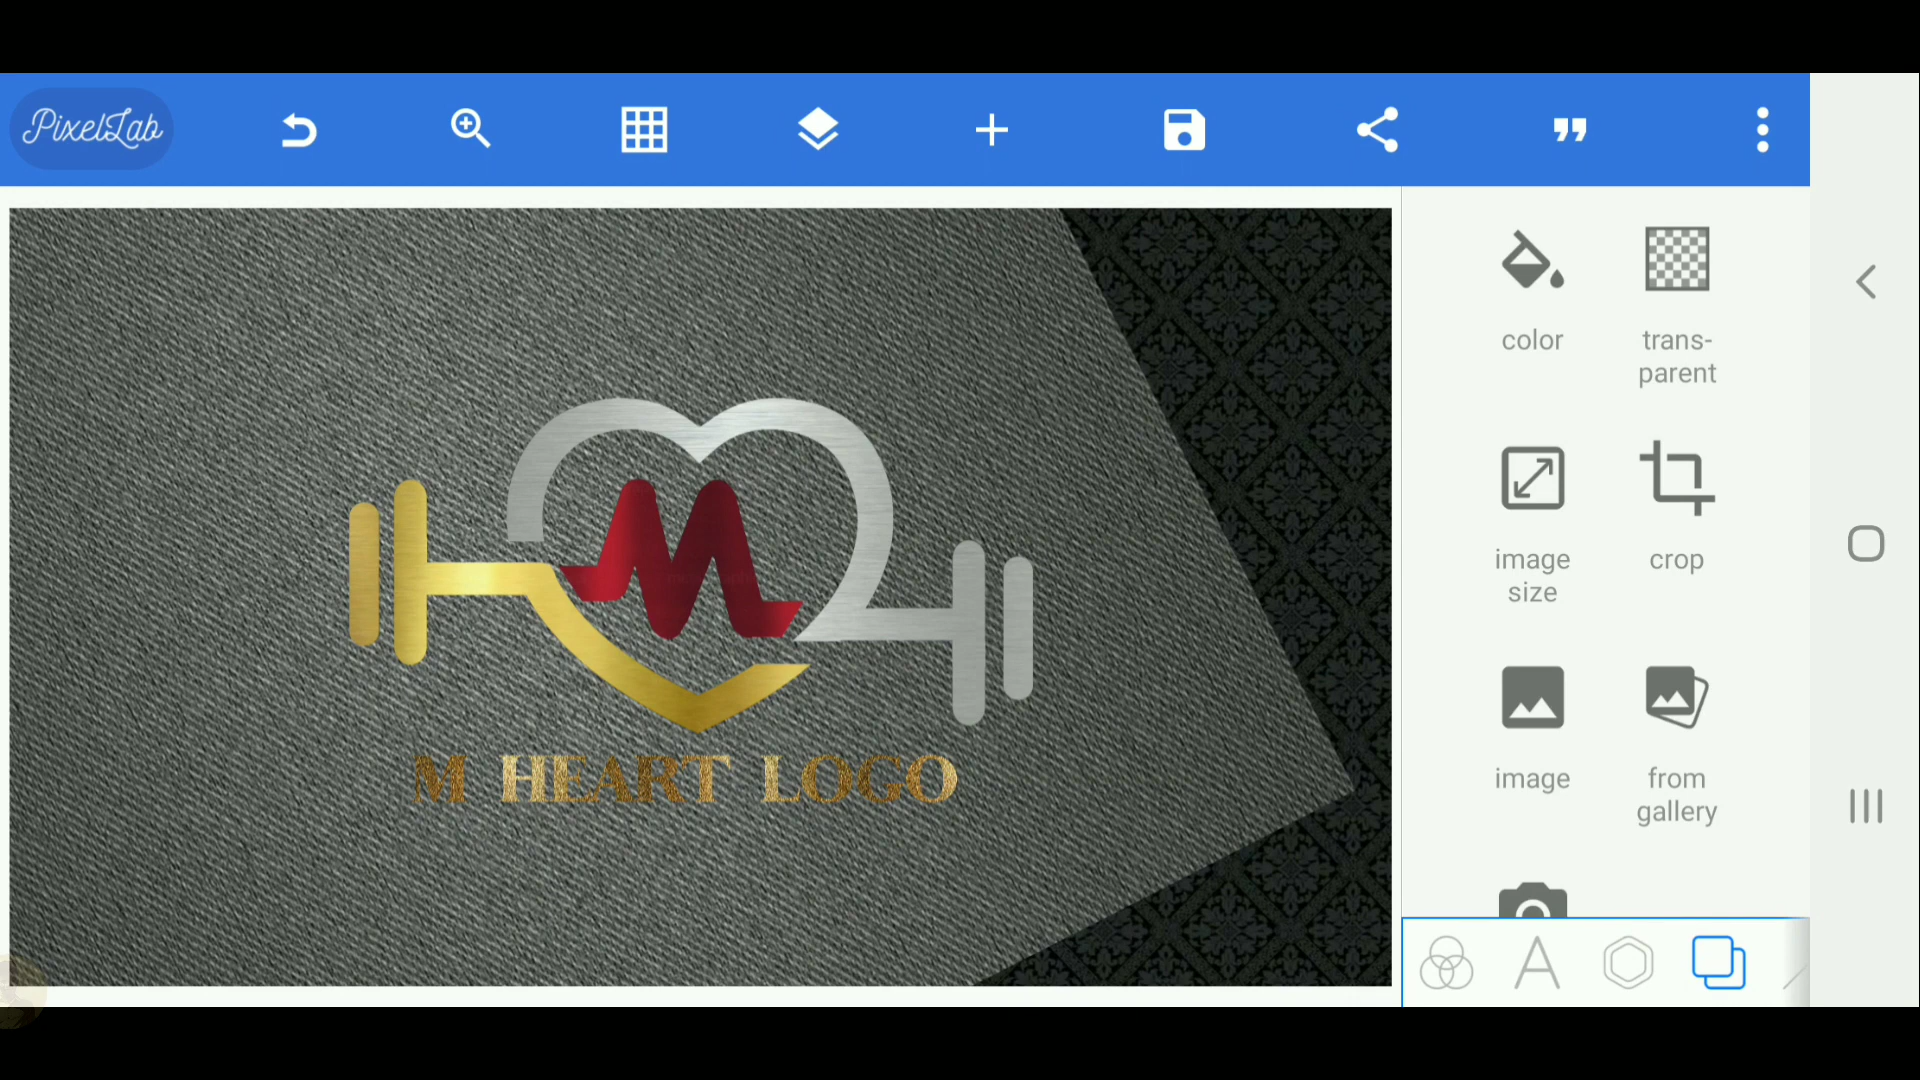 PixelLab
color
trans-
parent
image
size
crop
image
from
gallery
M
M HEART LOGO